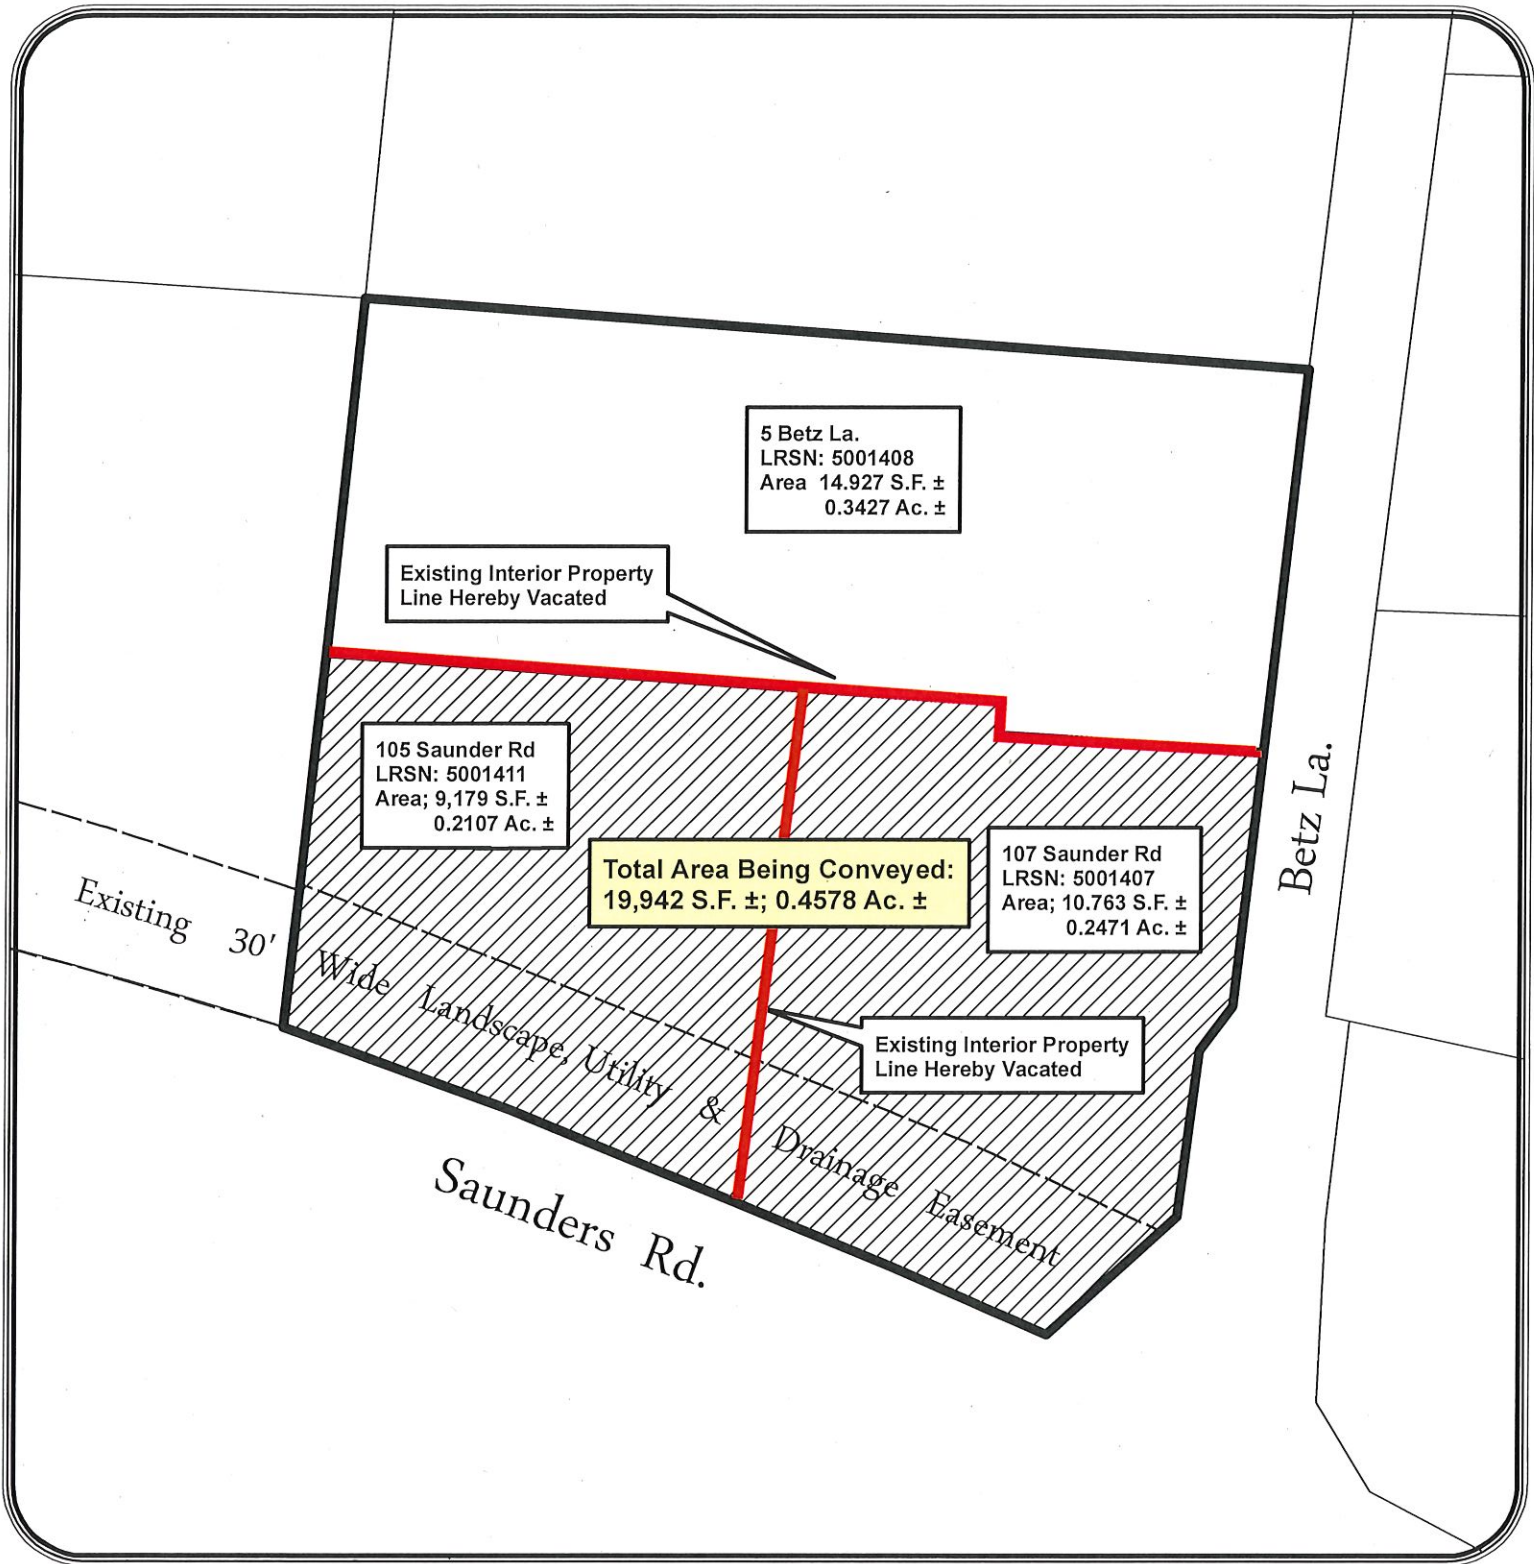 5 Betz La.
LRSN: 5001408
Area 14.927 S.F. ±
0.3427 Ac. ±
Existing Interior Property
Line Hereby Vacated
105 Saunder Rd
LRSN: 5001411
Area; 9,179 S.F. ±
0.2107 Ac. ±
Total Area Being Conveyed:
19,942 S.F. ±; 0.4578 Ac. ±
107 Saunder Rd
LRSN: 5001407
Area; 10.763 S.F. ±
0.2471 Ac. ±
Betz La.
Existing 30' Wide Landscape, Utility & Drainage Easement
Existing Interior Property
Line Hereby Vacated
Saunders Rd.